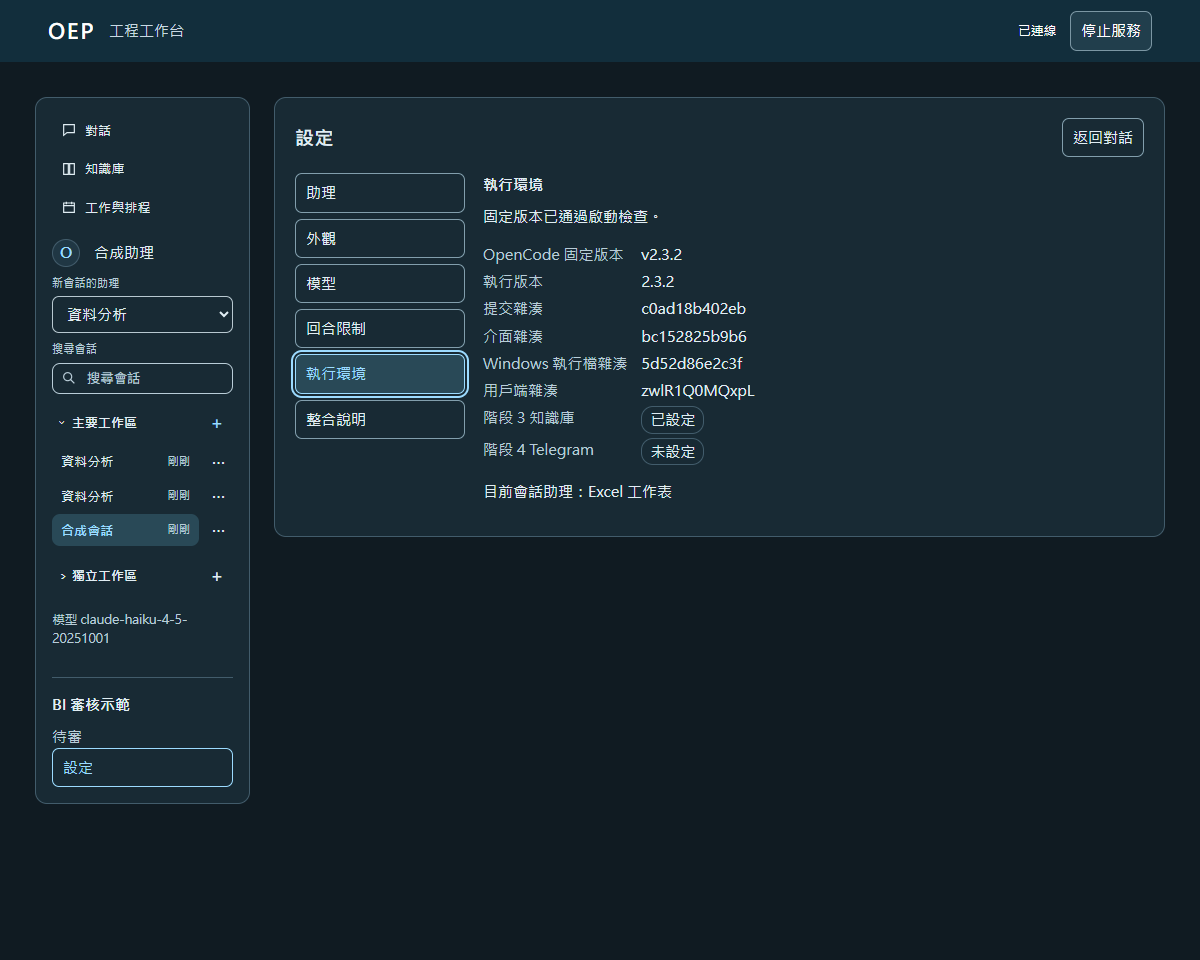 OEP 工程工作台
已連線
停止服務
對話
知識庫
工作與排程
O 合成助理
新會話的助理
資料分析
搜尋會話
搜尋會話
主要工作區 +
資料分析 剛剛 ...
資料分析 剛剛 ...
合成會話 剛剛 ...
> 獨立工作區 +
模型 claude-haiku-4-5-
20251001
BI 審核示範
待審
設定
設定
返回對話
助理
外觀
模型
回合限制
執行環境
整合說明
執行環境
固定版本已通過啟動檢查。
OpenCode 固定版本 v2.3.2
執行版本 2.3.2
提交雜湊 c0ad18b402eb
介面雜湊 bc152825b9b6
Windows 執行檔雜湊 5d52d86e2c3f
用戶端雜湊 zwlR1Q0MQxpL
階段 3 知識庫 已設定
階段 4 Telegram 未設定
目前會話助理：Excel 工作表